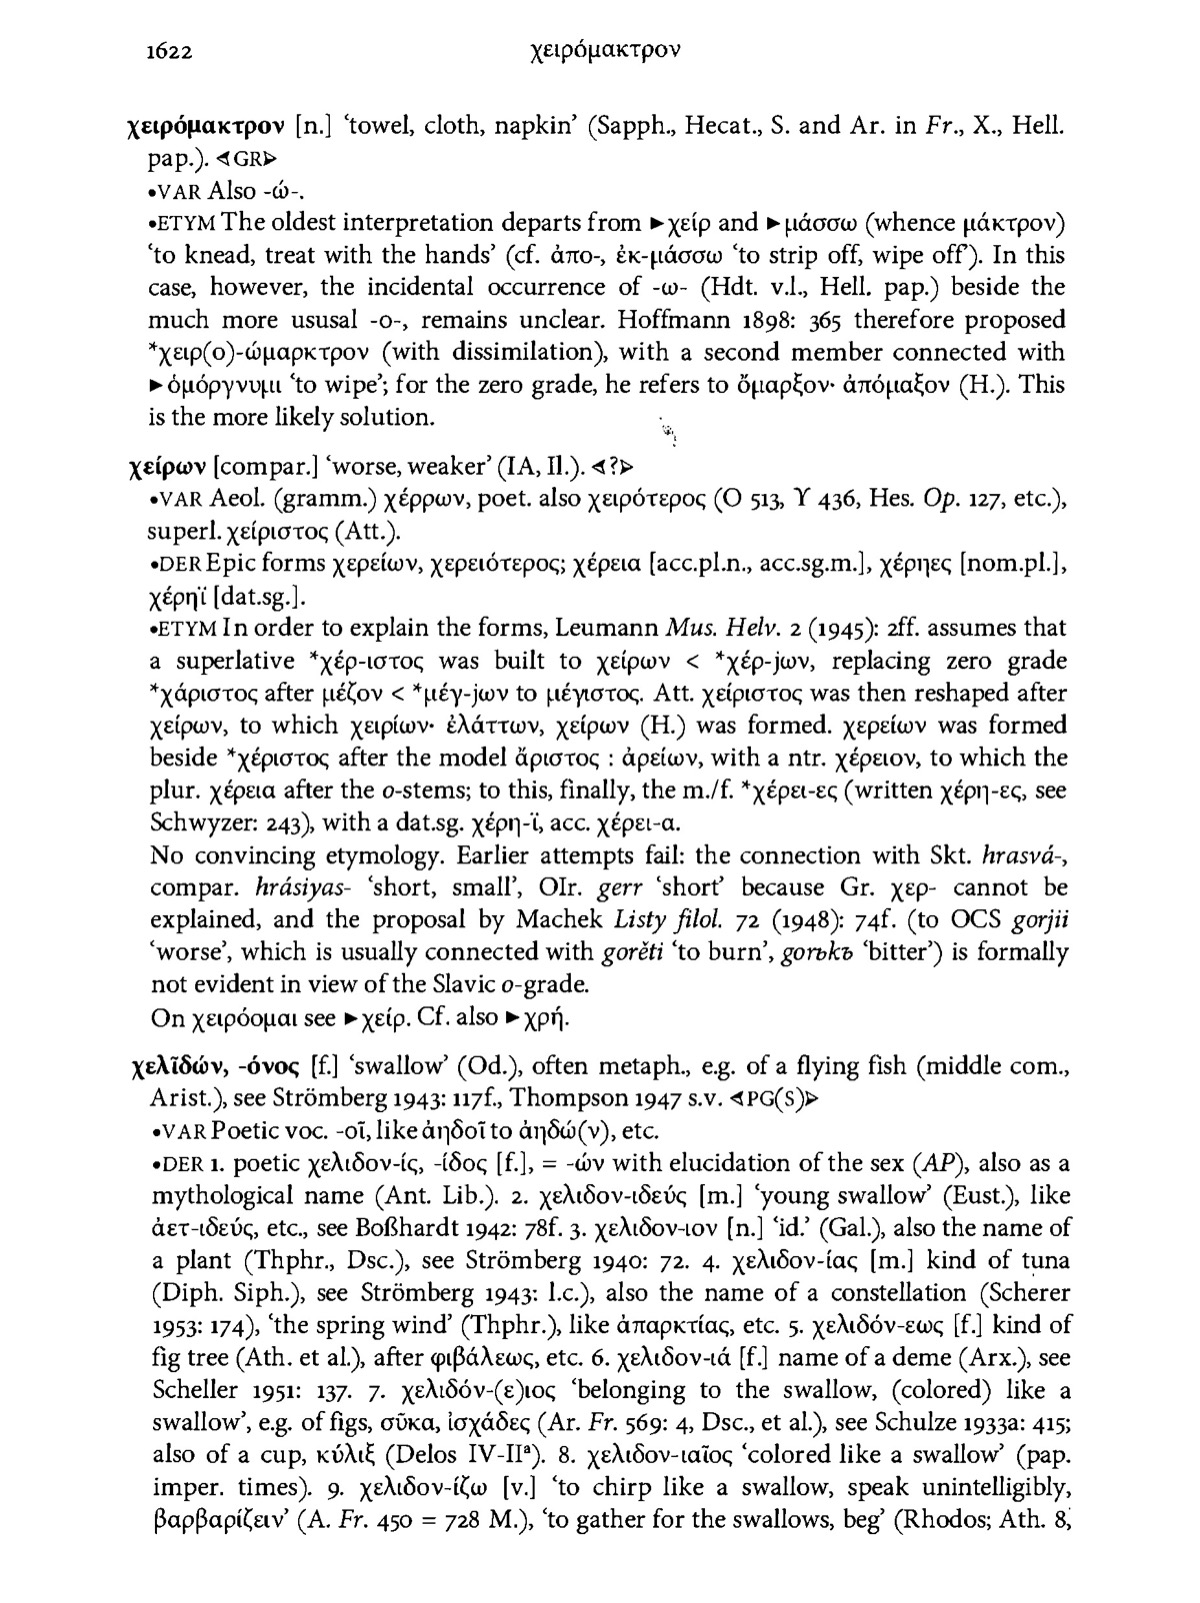 1622 χειρόμακτρον
χειρόμακτρον [n.] ‘towel, cloth, napkin’ (Sapph., Hecat., S. and Ar. in Fr., X., Hell.
pap.). ⊲GR⊳
•VAR Also -ώ-.
•ETYM The oldest interpretation departs from ►χείρ and ►μάσσω (whence μάκτρον)
‘to knead, treat with the hands’ (cf. ἀπο-, ἐκ-μάσσω ‘to strip off, wipe off’). In this
case, however, the incidental occurrence of -ω- (Hdt. v.l., Hell. pap.) beside the
much more ususal -ο-, remains unclear. Hoffmann 1898: 365 therefore proposed
*χειρ(ο)-ώμαρκτρον (with dissimilation), with a second member connected with
►ὀμόργνυμι ‘to wipe’; for the zero grade, he refers to ὄμαρξον· ἀπόμαξον (H.). This
is the more likely solution.
χείρων [compar.] ‘worse, weaker’ (IA, Il.). ⊲?⊳
•VAR Aeol. (gramm.) χέρρων, poet. also χειρότερος (Ο 513, Υ 436, Hes. Op. 127, etc.),
superl. χείριστος (Att.).
•DER Epic forms χερείων, χερειότερος; χέρεια [acc.pl.n., acc.sg.m.], χέρηες [nom.pl.],
χέρηϊ [dat.sg.].
•ETYM In order to explain the forms, Leumann Mus. Helv. 2 (1945): 2ff. assumes that
a superlative *χέρ-ιστος was built to χείρων < *χέρ-jων, replacing zero grade
*χάριστος after μέζον < *μέγ-jων to μέγιστος. Att. χείριστος was then reshaped after
χείρων, to which χειρίων· ἐλάττων, χείρων (H.) was formed. χερείων was formed
beside *χέριστος after the model ἄριστος : ἀρείων, with a ntr. χέρειον, to which the
plur. χέρεια after the o-stems; to this, finally, the m./f. *χέρει-ες (written χέρη-ες, see
Schwyzer: 243), with a dat.sg. χέρη-ϊ, acc. χέρει-α.
No convincing etymology. Earlier attempts fail: the connection with Skt. hrasvá-,
compar. hrásiyas- ‘short, small’, OIr. gerr ‘short’ because Gr. χερ- cannot be
explained, and the proposal by Machek Listy filol. 72 (1948): 74f. (to OCS gorjii
‘worse’, which is usually connected with gorěti ‘to burn’, gorьkъ ‘bitter’) is formally
not evident in view of the Slavic o-grade.
On χειρόομαι see ►χείρ. Cf. also ►χρή.
χελῖδών, -όνος [f.] ‘swallow’ (Od.), often metaph., e.g. of a flying fish (middle com.,
Arist.), see Strömberg 1943: 117f., Thompson 1947 s.v. ⊲PG(S)⊳
•VAR Poetic voc. -οῖ, like ἀηδοῖ to ἀηδώ(ν), etc.
•DER 1. poetic χελιδον-ίς, -ίδος [f.], = -ών with elucidation of the sex (AP), also as a
mythological name (Ant. Lib.). 2. χελιδον-ιδεύς [m.] ‘young swallow’ (Eust.), like
ἀετ-ιδεύς, etc., see Boßhardt 1942: 78f. 3. χελιδον-ιον [n.] ‘id.’ (Gal.), also the name of
a plant (Thphr., Dsc.), see Strömberg 1940: 72. 4. χελιδον-ίας [m.] kind of tuna
(Diph. Siph.), see Strömberg 1943: l.c.), also the name of a constellation (Scherer
1953: 174), ‘the spring wind’ (Thphr.), like ἀπαρκτίας, etc. 5. χελιδόν-εως [f.] kind of
fig tree (Ath. et al.), after φιβάλεως, etc. 6. χελιδον-ιά [f.] name of a deme (Arx.), see
Scheller 1951: 137. 7. χελιδόν-(ε)ιος ‘belonging to the swallow, (colored) like a
swallow’, e.g. of figs, σῦκα, ἰσχάδες (Ar. Fr. 569: 4, Dsc., et al.), see Schulze 1933a: 415;
also of a cup, κύλιξ (Delos IV-IIª). 8. χελιδον-ιαῖος ‘colored like a swallow’ (pap.
imper. times). 9. χελιδον-ίζω [v.] ‘to chirp like a swallow, speak unintelligibly,
βαρβαρίζειν’ (A. Fr. 450 = 728 M.), ‘to gather for the swallows, beg’ (Rhodos; Ath. 8,